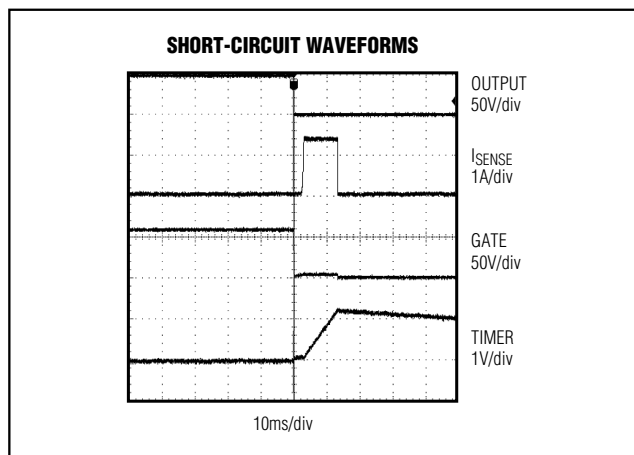 SHORT-CIRCUIT WAVEFORMS
OUTPUT
50V/div
ISENSE
1A/div
GATE
50V/div
TIMER
1V/div
10ms/div